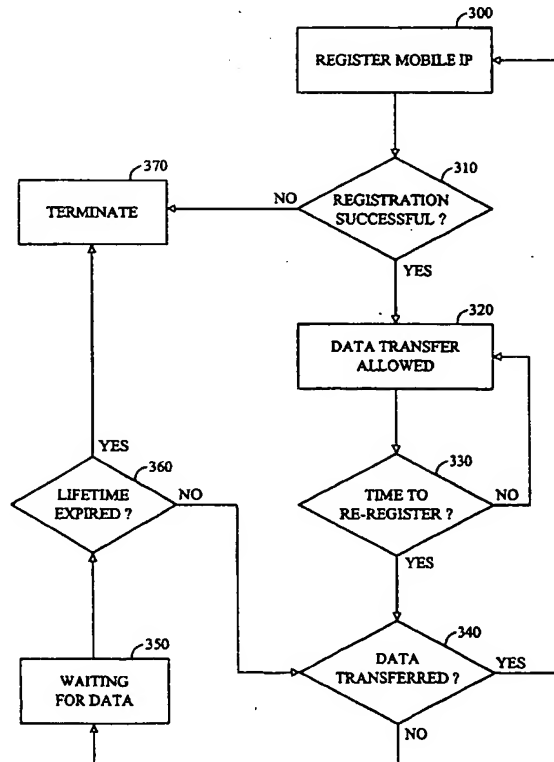 300
REGISTER MOBILE IP
370
TERMINATE
NO
310
REGISTRATION
SUCCESSFUL ?
YES
320
DATA TRANSFER
ALLOWED
YES
360
LIFETIME
EXPIRED ?
NO
330
TIME TO
RE-REGISTER ?
NO
YES
350
WAITING
FOR DATA
340
DATA
TRANSFERRED ?
YES
NO